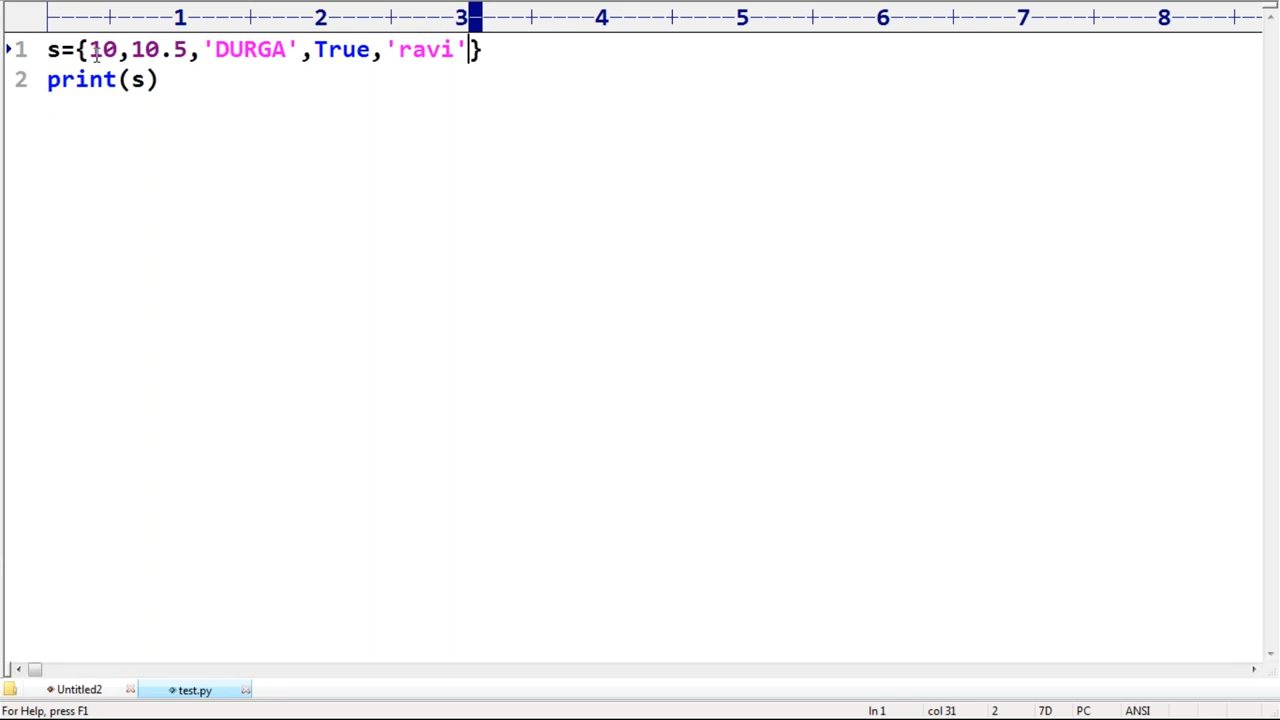 1 2 3 4 5 6 7 8
1 s={10,10.5,'DURGA',True,'ravi'}
2 print(s)
Untitled2 test.py
For Help, press F1 ln 1 col 31 2 7D PC ANSI